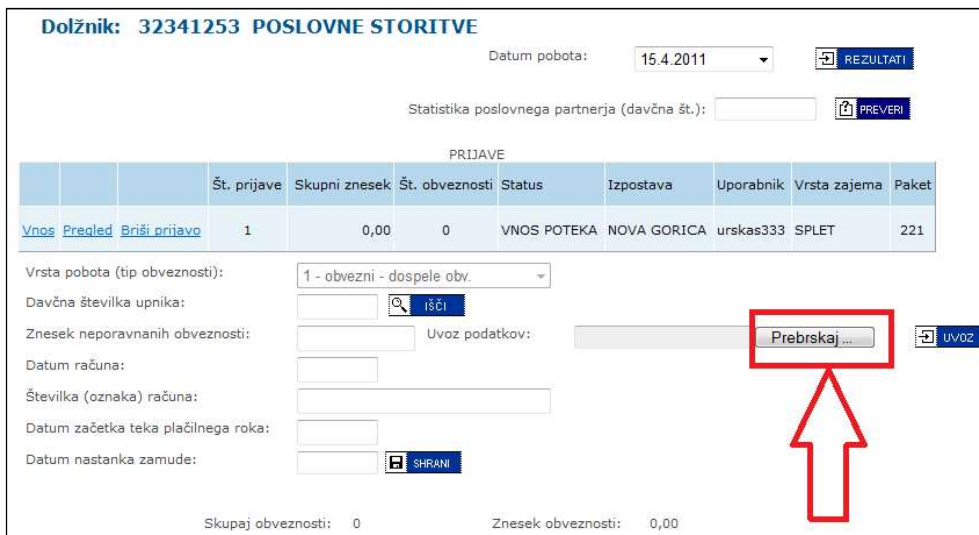 Dolžnik: 32341253 POSLOVNE STORITVE
Datum pobota: 15.4.2011 REZULTATI
Statistika poslovnega partnerja (davčna št.): PREVERI
PRIJAVE
Št. prijave Skupni znesek Št. obveznosti Status Izpostava Uporabnik Vrsta zajema Paket
Vnos Pregled Briši prijavo 1 0,00 0 VNOS POTEKA NOVA GORICA urskas333 SPLET 221
Vrsta pobota (tip obveznosti): 1 - obvezni - dospele obv.
Davčna številka upnika: IŠČI
Znesek neporavnanih obveznosti: Uvoz podatkov: Prebrskaj ... UVOZ
Datum računa:
Številka (oznaka) računa:
Datum začetka teka plačilnega roka:
Datum nastanka zamude: SHRANI
Skupaj obveznosti: 0 Znesek obveznosti: 0,00